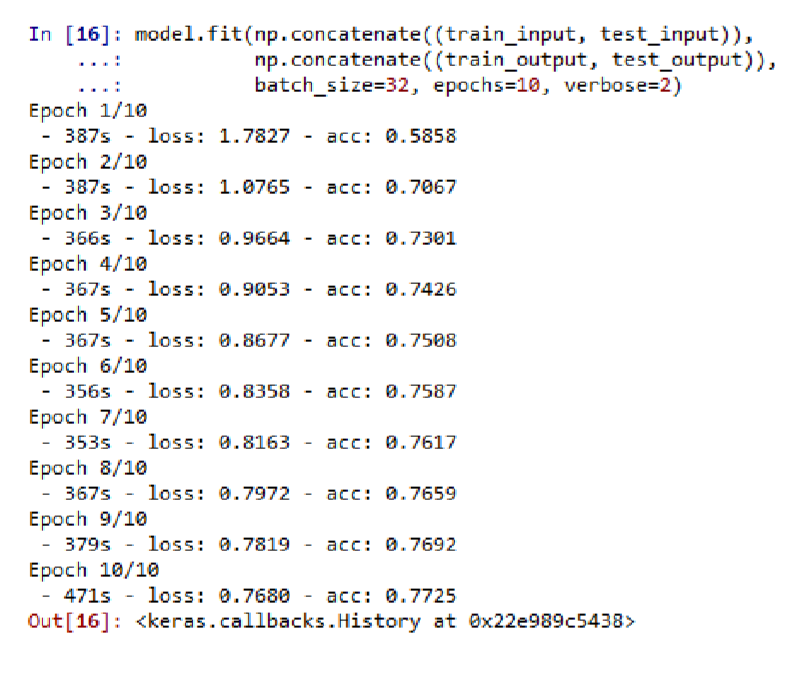 In [16]: model.fit(np.concatenate((train_input, test_input)),
...: np.concatenate((train_output, test_output)),
...: batch_size=32, epochs=10, verbose=2)
Epoch 1/10
- 387s - loss: 1.7827 - acc: 0.5858
Epoch 2/10
- 387s - loss: 1.0765 - acc: 0.7067
Epoch 3/10
- 366s - loss: 0.9664 - acc: 0.7301
Epoch 4/10
- 367s - loss: 0.9053 - acc: 0.7426
Epoch 5/10
- 367s - loss: 0.8677 - acc: 0.7508
Epoch 6/10
- 356s - loss: 0.8358 - acc: 0.7587
Epoch 7/10
- 353s - loss: 0.8163 - acc: 0.7617
Epoch 8/10
- 367s - loss: 0.7972 - acc: 0.7659
Epoch 9/10
- 379s - loss: 0.7819 - acc: 0.7692
Epoch 10/10
- 471s - loss: 0.7680 - acc: 0.7725
Out[16]: <keras.callbacks.History at 0x22e989c5438>